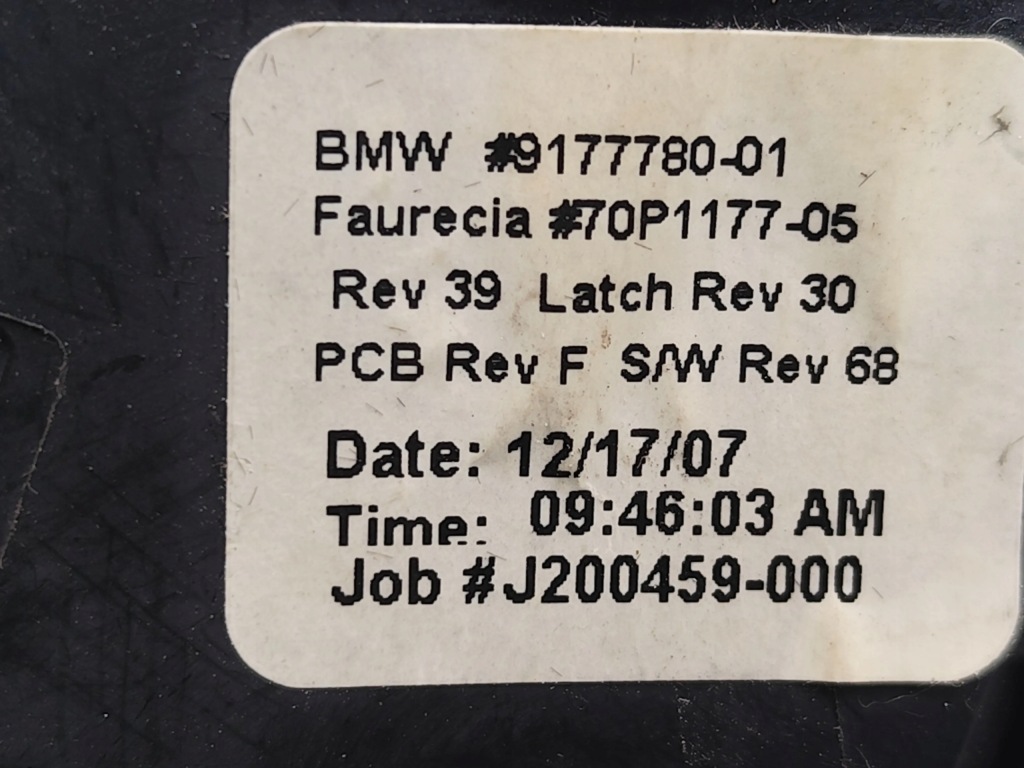 BMW #9177780-01
Faurecia #70P1177-05
Rev 39 Latch Rev 30
PCB Rev F S/W Rev 68
Date: 12/17/07
Time: 09:46:03 AM
Job #J200459-000